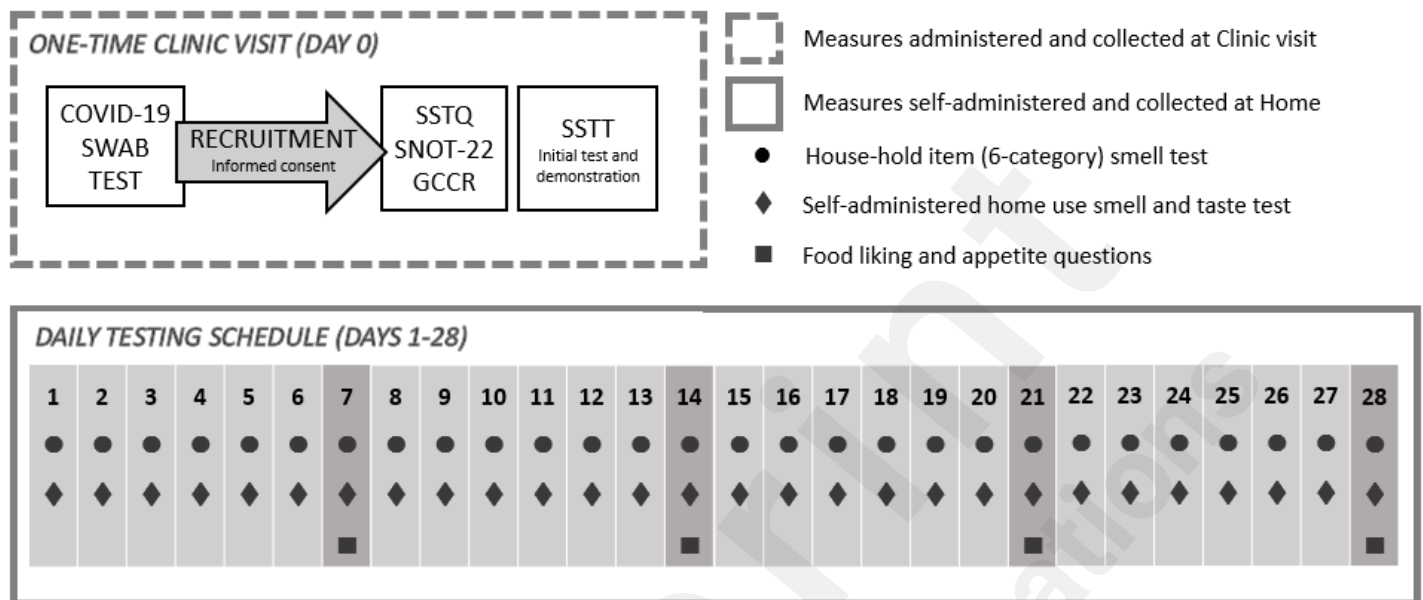 ONE-TIME CLINIC VISIT (DAY 0)
COVID-19
SWAB
TEST
RECRUITMENT
Informed consent
SSTQ
SNOT-22
GCCR
SSTT
Initial test and
demonstration
Measures administered and collected at Clinic visit
Measures self-administered and collected at Home
House-hold item (6-category) smell test
Self-administered home use smell and taste test
Food liking and appetite questions
DAILY TESTING SCHEDULE (DAYS 1-28)
1 2 3 4 5 6 7 8 9 10 11 12 13 14 15 16 17 18 19 20 21 22 23 24 25 26 27 28
rint
ations